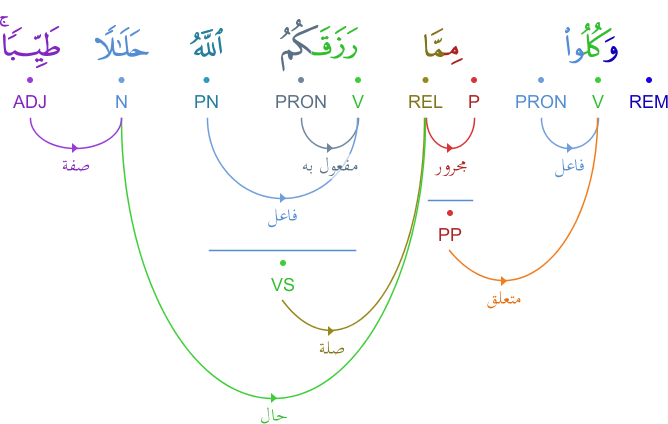 وَكُلُوا۟ مِمَّا رَزَقَكُمُ ٱللَّهُ حَلَـٰلًا طَيِّبًا ۚ
REM V PRON P REL V PRON PN N ADJ
فاعل مجرور مفعول به صفة
فاعل
PP
VS
متعلق
صلة
حال